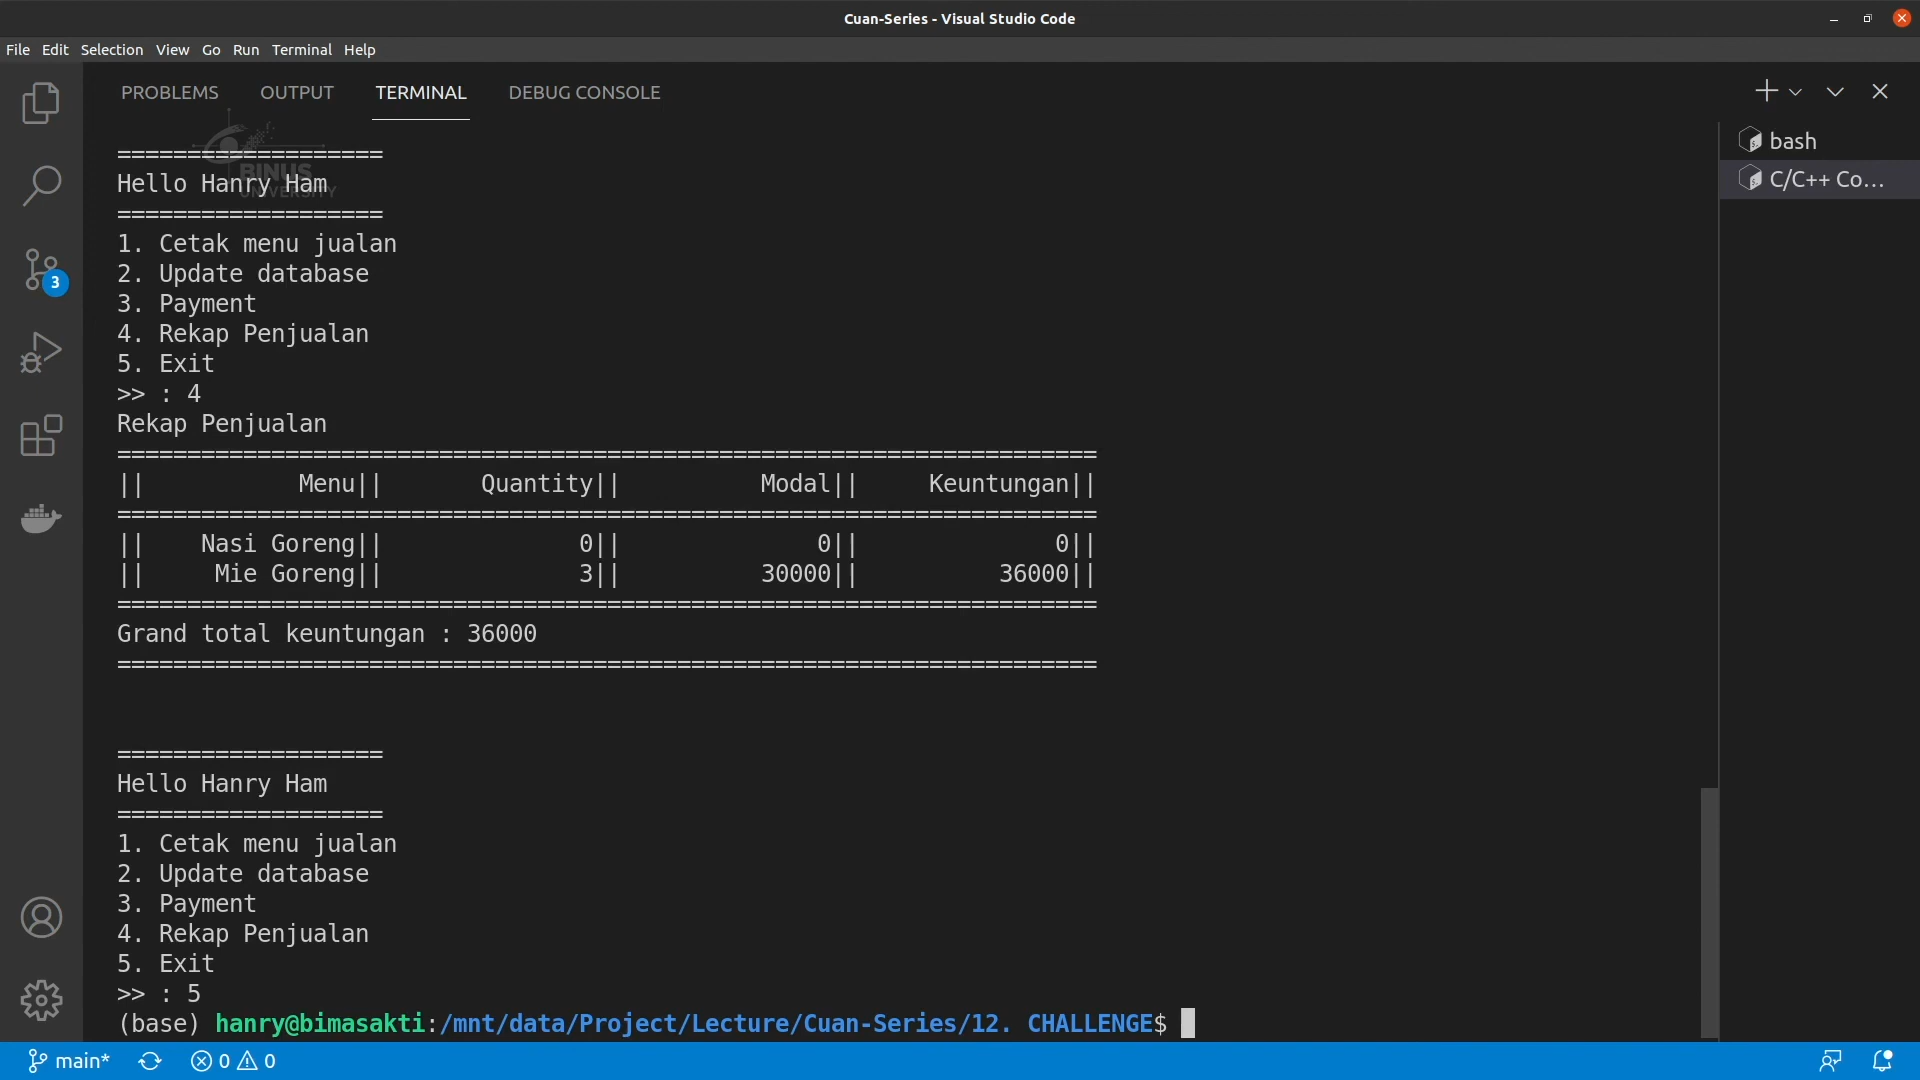 Cuan-Series - Visual Studio Code
File Edit Selection View Go Run Terminal Help
PROBLEMS OUTPUT TERMINAL DEBUG CONSOLE
bash
C/C++ Co...
BINUS
UNIVERSITY
===================
Hello Hanry Ham
===================
1. Cetak menu jualan
2. Update database
3. Payment
4. Rekap Penjualan
5. Exit
>> : 4
Rekap Penjualan
======================================================================
||           Menu||       Quantity||          Modal||     Keuntungan||
======================================================================
||    Nasi Goreng||              0||              0||              0||
||     Mie Goreng||              3||          30000||          36000||
======================================================================
Grand total keuntungan : 36000
======================================================================
===================
Hello Hanry Ham
===================
1. Cetak menu jualan
2. Update database
3. Payment
4. Rekap Penjualan
5. Exit
>> : 5
(base) hanry@bimasakti:/mnt/data/Project/Lecture/Cuan-Series/12. CHALLENGE$
3
main* 0 0